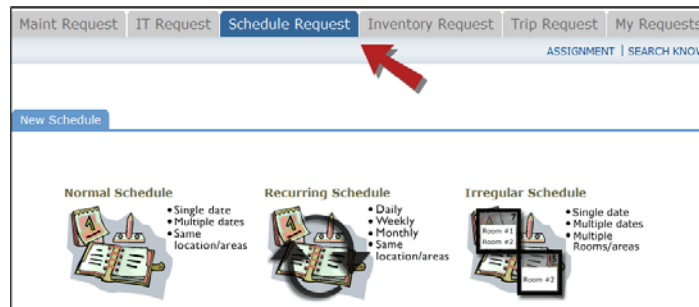 Maint Request IT Request Schedule Request Inventory Request Trip Request My Requests
ASSIGNMENT | SEARCH KNOW
New Schedule
Normal Schedule
• Single date
• Multiple dates
• Same
location/areas
Recurring Schedule
• Daily
• Weekly
• Monthly
• Same
location/areas
Irregular Schedule
• Single date
• Multiple dates
• Multiple
Rooms/areas
7
Room #1
Room #2
Room #2